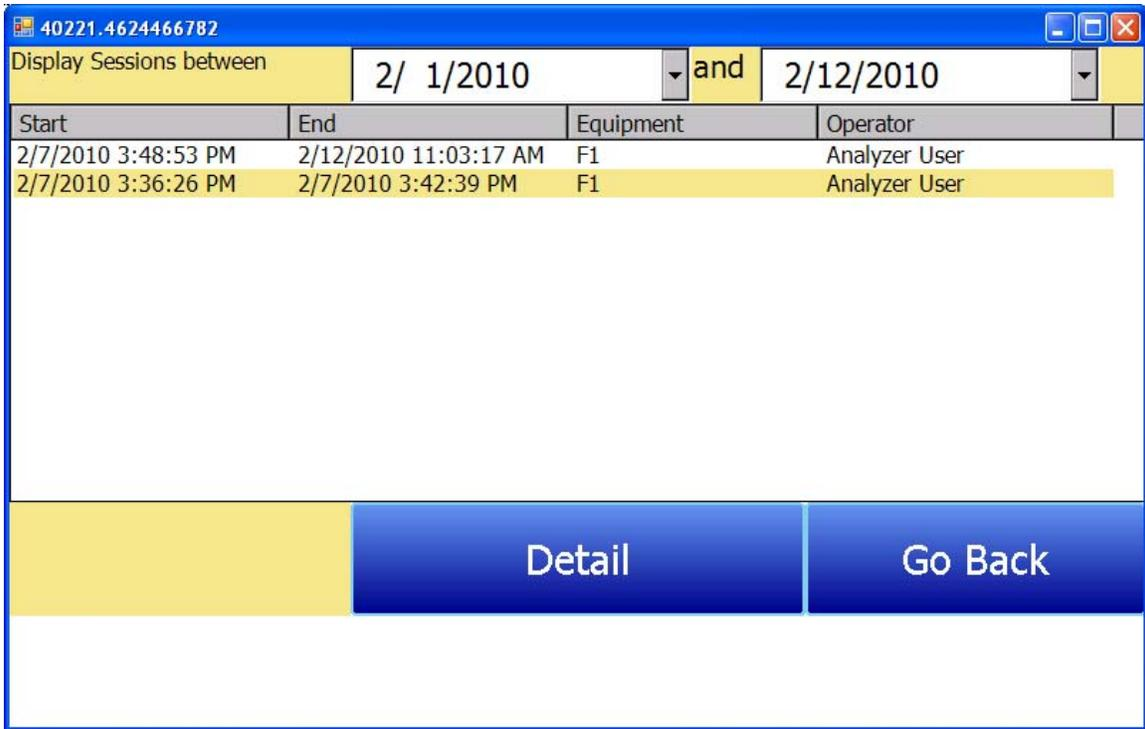 40221.4624466782
Display Sessions between 2/ 1/2010 and 2/12/2010
Start End Equipment Operator
2/7/2010 3:48:53 PM 2/12/2010 11:03:17 AM F1 Analyzer User
2/7/2010 3:36:26 PM 2/7/2010 3:42:39 PM F1 Analyzer User
Detail Go Back